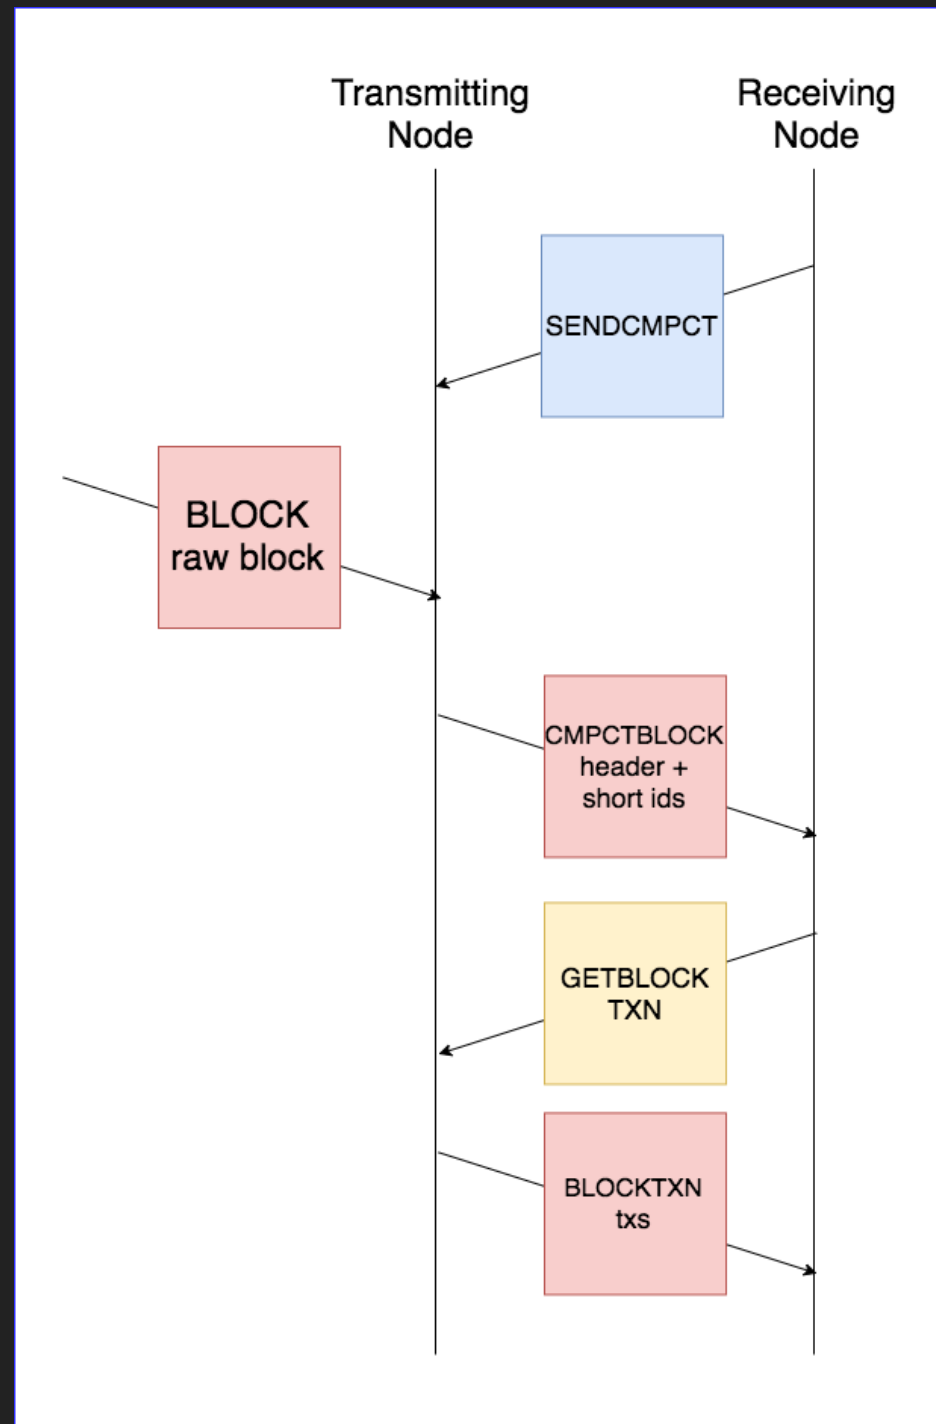 Transmitting
Node
Receiving
Node
SENDCMPCT
BLOCK
raw block
CMPCTBLOCK
header +
short ids
GETBLOCK
TXN
BLOCKTXN
txs